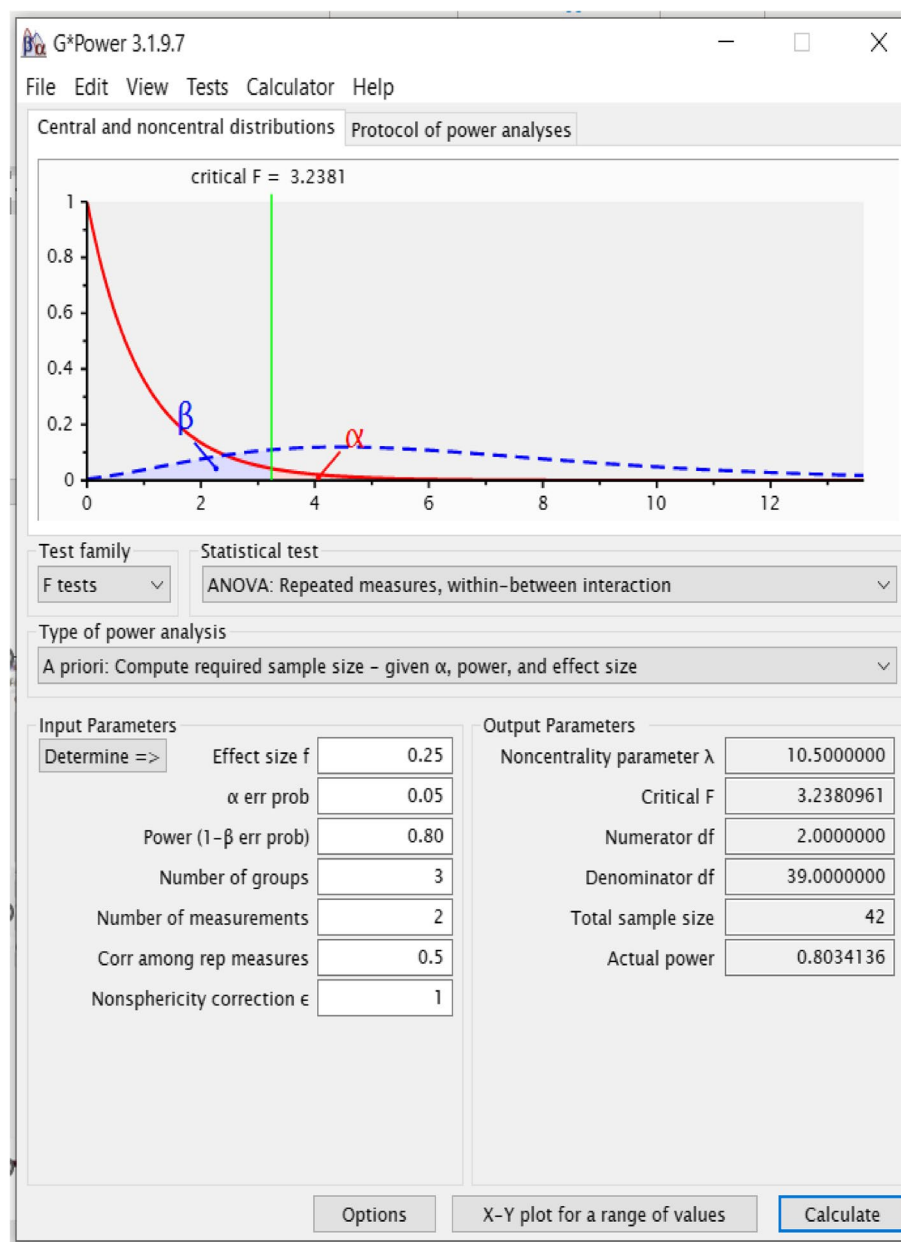 G*Power 3.1.9.7
File Edit View Tests Calculator Help
Central and noncentral distributions Protocol of power analyses
critical F = 3.2381
1
0.8
0.6
0.4
0.2
0
β
α
0 2 4 6 8 10 12
Test family Statistical test
F tests ANOVA: Repeated measures, within-between interaction
Type of power analysis
A priori: Compute required sample size - given α, power, and effect size
Input Parameters Output Parameters
Determine => Effect size f 0.25 Noncentrality parameter λ 10.5000000
α err prob 0.05 Critical F 3.2380961
Power (1-β err prob) 0.80 Numerator df 2.0000000
Number of groups 3 Denominator df 39.0000000
Number of measurements 2 Total sample size 42
Corr among rep measures 0.5 Actual power 0.8034136
Nonsphericity correction ϵ 1
Options X-Y plot for a range of values Calculate